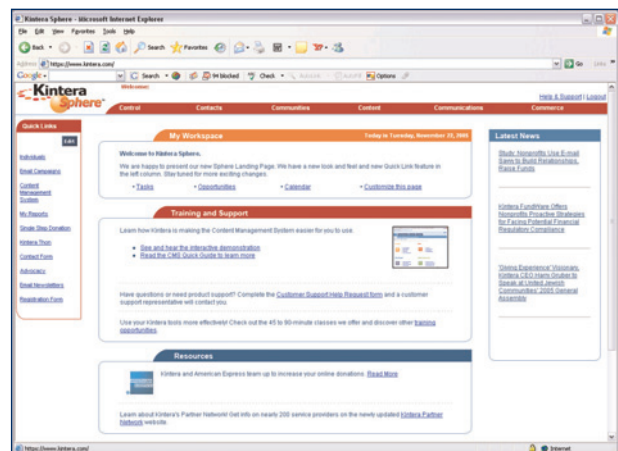 Kintera Sphere - Microsoft Internet Explorer
File Edit View Favorites Tools Help
Back Search Favorites
Address https://www.kintera.com/ Go Links
Google Search 94 blocked Check Options
Kintera Sphere
Welcome:
Help & Support | Logout
Control Contacts Communities Content Communications Commerce
Quick Links
Edit
Individuals
Email Campaigns
Content
Management
System
My Reports
Single Step Donation
Kintera Thon
Contact Form
Advocacy
Email Newsletters
Registration Form
My Workspace Today is Tuesday, November 29, 2005
Welcome to Kintera Sphere.
We are happy to present our new Sphere Landing Page. We have a new look and feel and new Quick Link feature in
the left column. Stay tuned for more exciting changes.
• Tasks • Opportunities • Calendar • Customize this page
Training and Support
Learn how Kintera is making the Content Management System easier for you to use.
• See and hear the interactive demonstration
• Read the CMS Quick Guide to learn more
Have questions or need product support? Complete the Customer Support Help Request form and a customer
support representative will contact you.
Use your Kintera tools more effectively! Check out the 45 to 90-minute classes we offer and discover other training
opportunities.
Resources
Kintera and American Express team up to increase your online donations. Read More
Learn about Kintera's Partner Network! Get info on nearly 200 service providers on the newly updated Kintera Partner
Network website.
Latest News
Study: Nonprofits Use E-mail
Savvy to Build Relationships,
Raise Funds
Kintera FundWare Offers
Nonprofits Proactive Strategies
for Facing Potential Financial
Regulatory Compliance
'Giving Experience' Visionary,
Kintera CEO Harry Gruber to
Speak at United Jewish
Communities' 2005 General
Assembly
https://www.kintera.com/ Internet